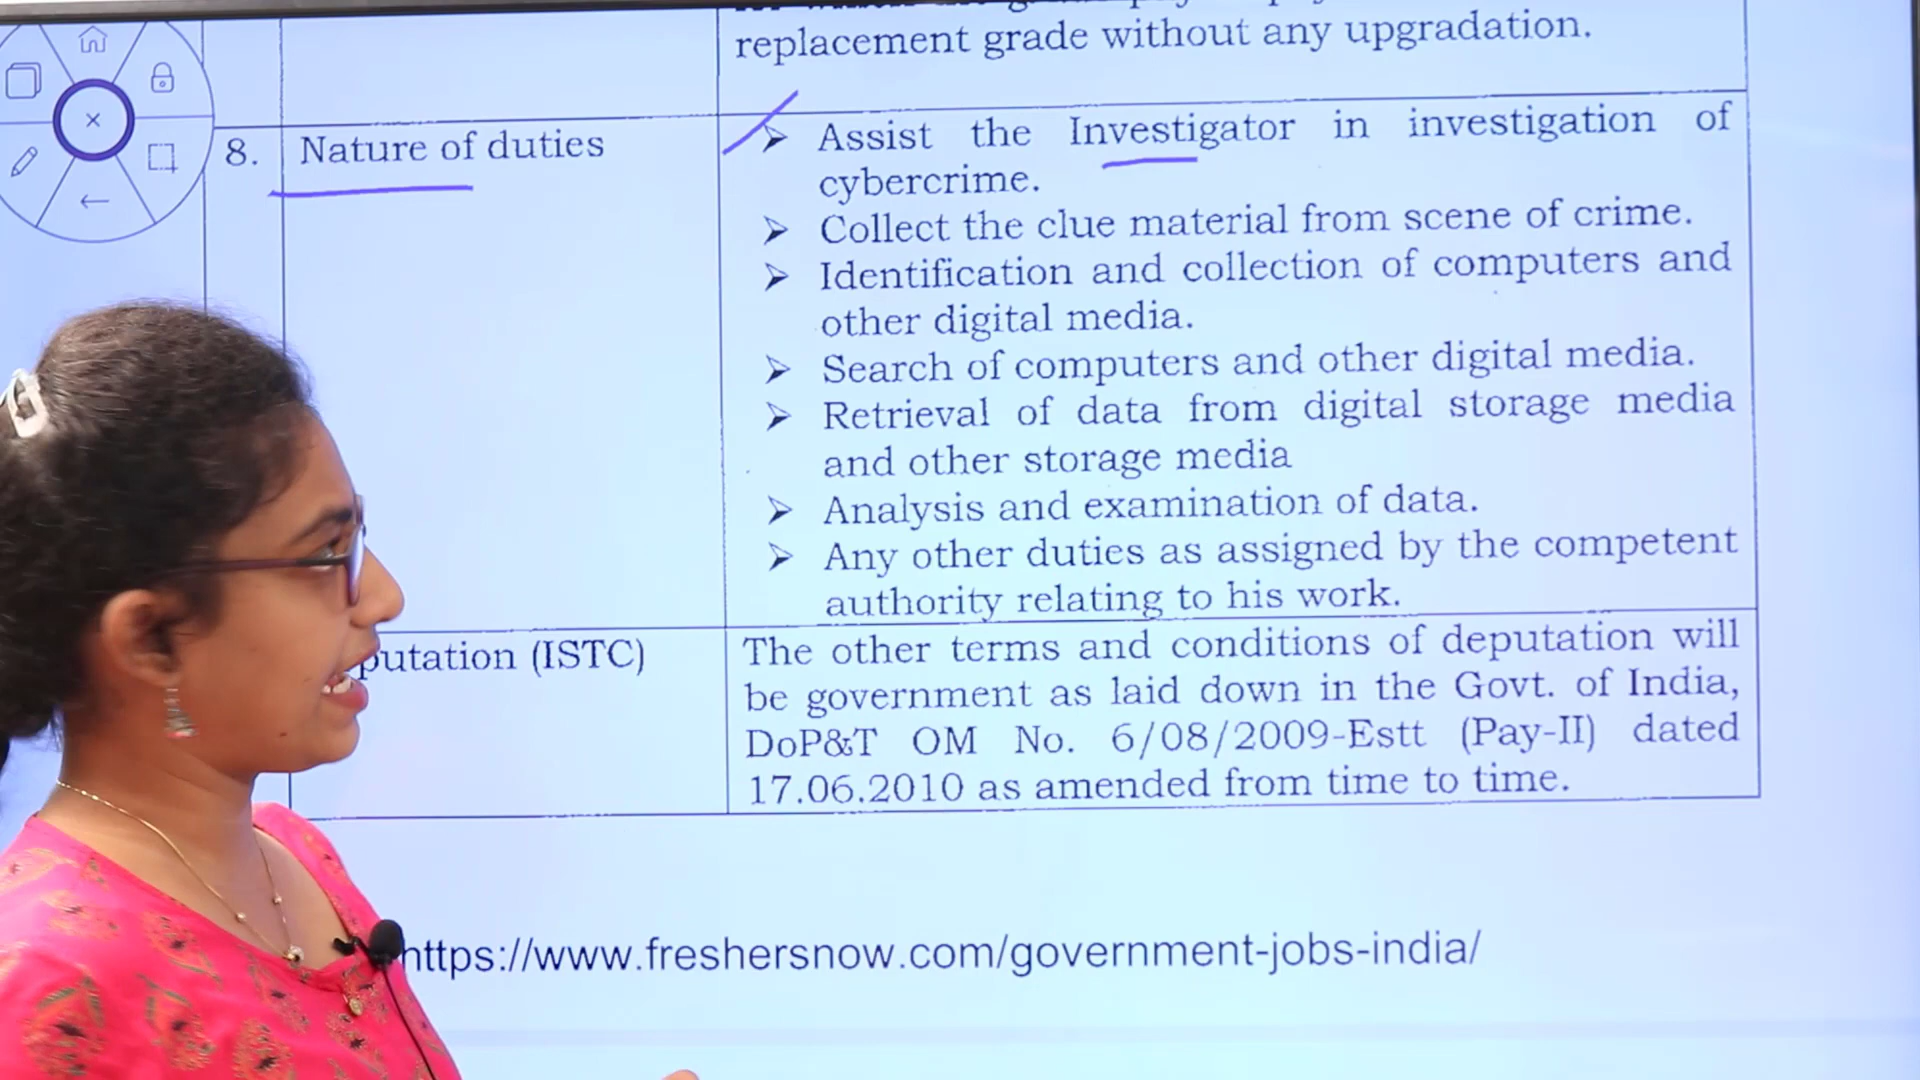 replacement grade without any upgradation.
8. Nature of duties
➢ Assist the Investigator in investigation of
cybercrime.
➢ Collect the clue material from scene of crime.
➢ Identification and collection of computers and
other digital media.
➢ Search of computers and other digital media.
➢ Retrieval of data from digital storage media
and other storage media
➢ Analysis and examination of data.
➢ Any other duties as assigned by the competent
authority relating to his work.
putation (ISTC)
The other terms and conditions of deputation will
be government as laid down in the Govt. of India,
DoP&T OM No. 6/08/2009-Estt (Pay-II) dated
17.06.2010 as amended from time to time.
https://www.freshersnow.com/government-jobs-india/